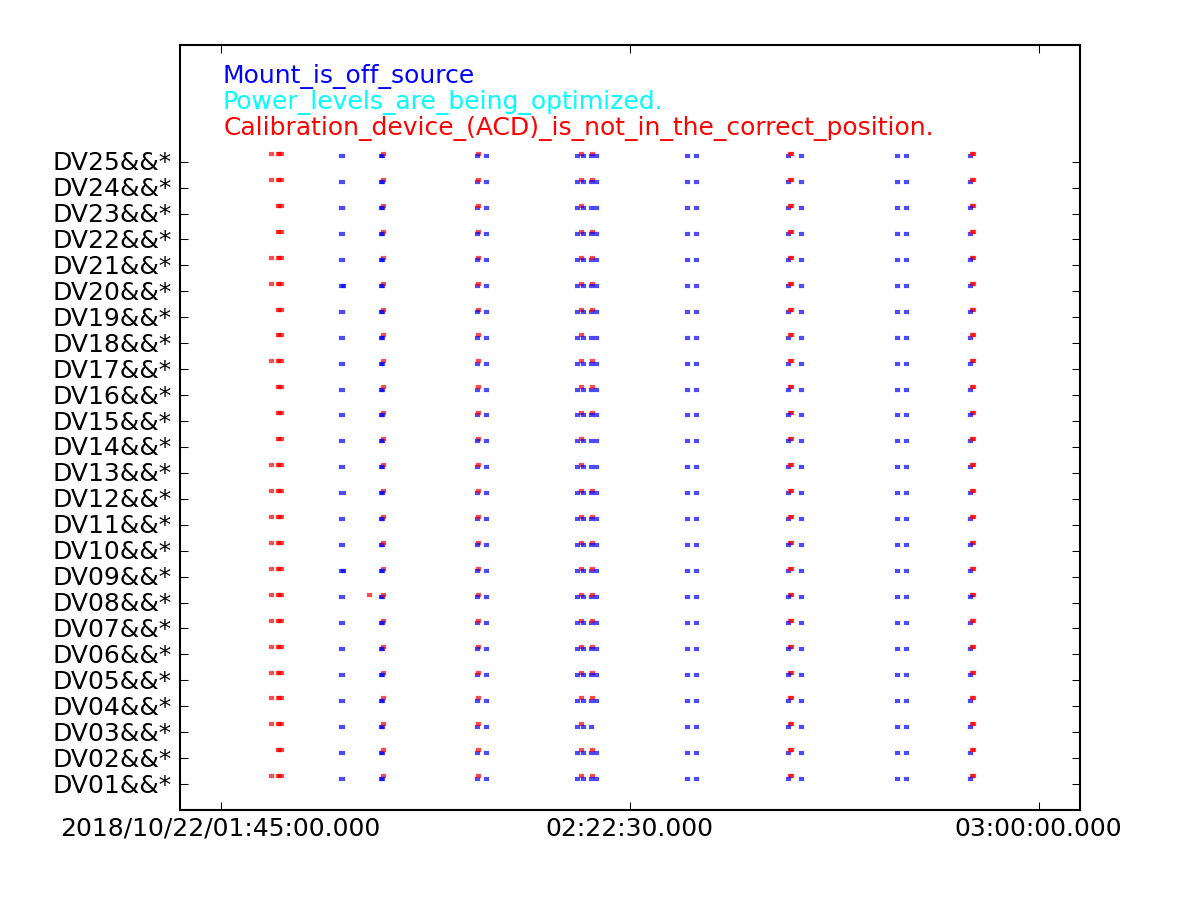 Mount_is_off_source
Power_levels_are_being_optimized.
Calibration_device_(ACD)_is_not_in_the_correct_position.
DV25&&*
DV24&&*
DV23&&*
DV22&&*
DV21&&*
DV20&&*
DV19&&*
DV18&&*
DV17&&*
DV16&&*
DV15&&*
DV14&&*
DV13&&*
DV12&&*
DV11&&*
DV10&&*
DV09&&*
DV08&&*
DV07&&*
DV06&&*
DV05&&*
DV04&&*
DV03&&*
DV02&&*
DV01&&*
2018/10/22/01:45:00.000 02:22:30.000 03:00:00.000